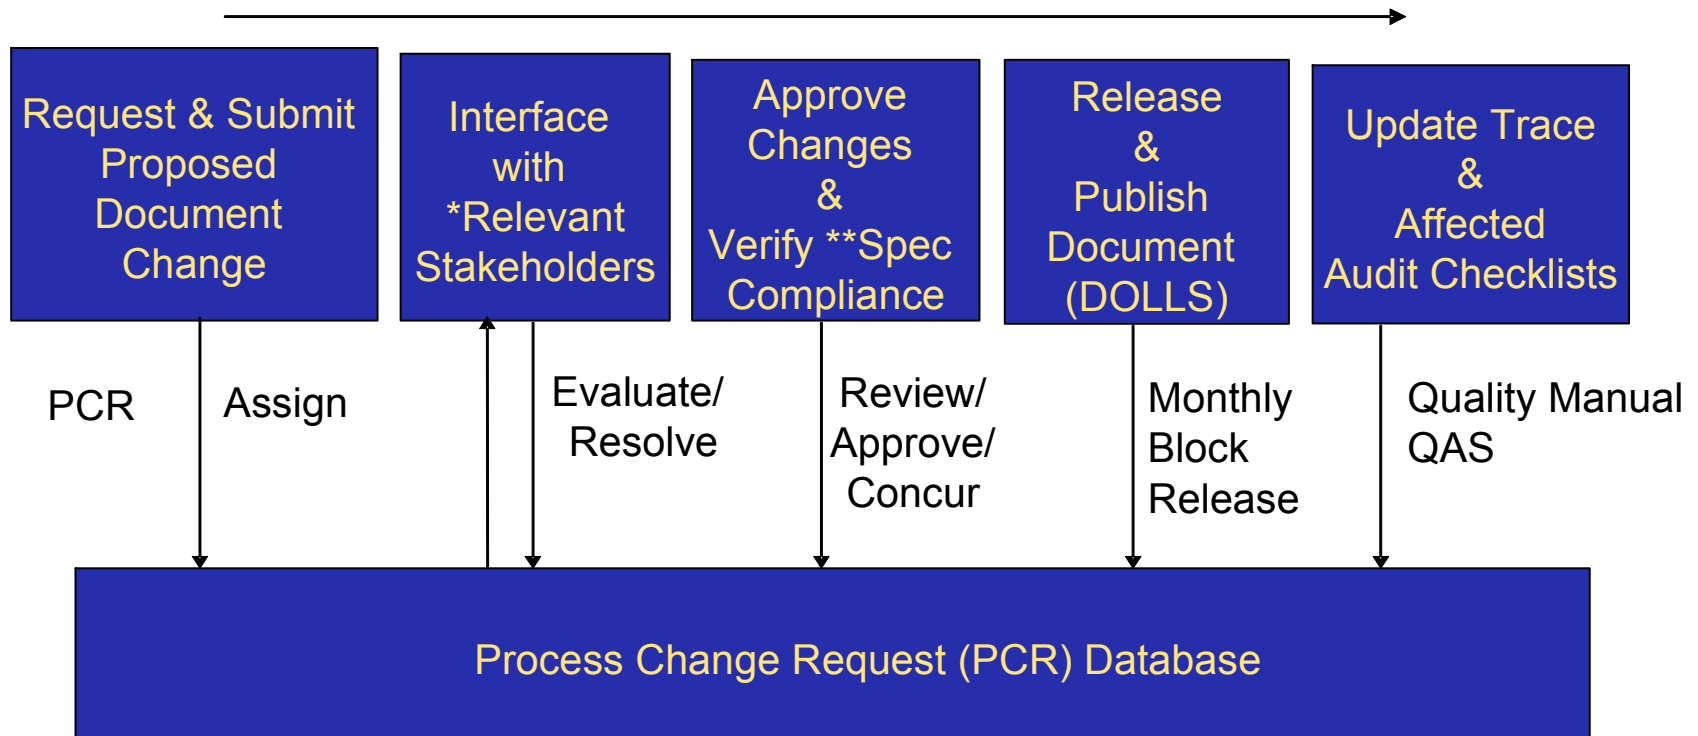 Request & Submit
Proposed
Document
Change
Interface
with
*Relevant
Stakeholders
Approve
Changes
&
Verify **Spec
Compliance
Release
&
Publish
Document
(DOLLS)
Update Trace
&
Affected
Audit Checklists
PCR
Assign
Evaluate/
Resolve
Review/
Approve/
Concur
Monthly
Block
Release
Quality Manual
QAS
Process Change Request (PCR) Database